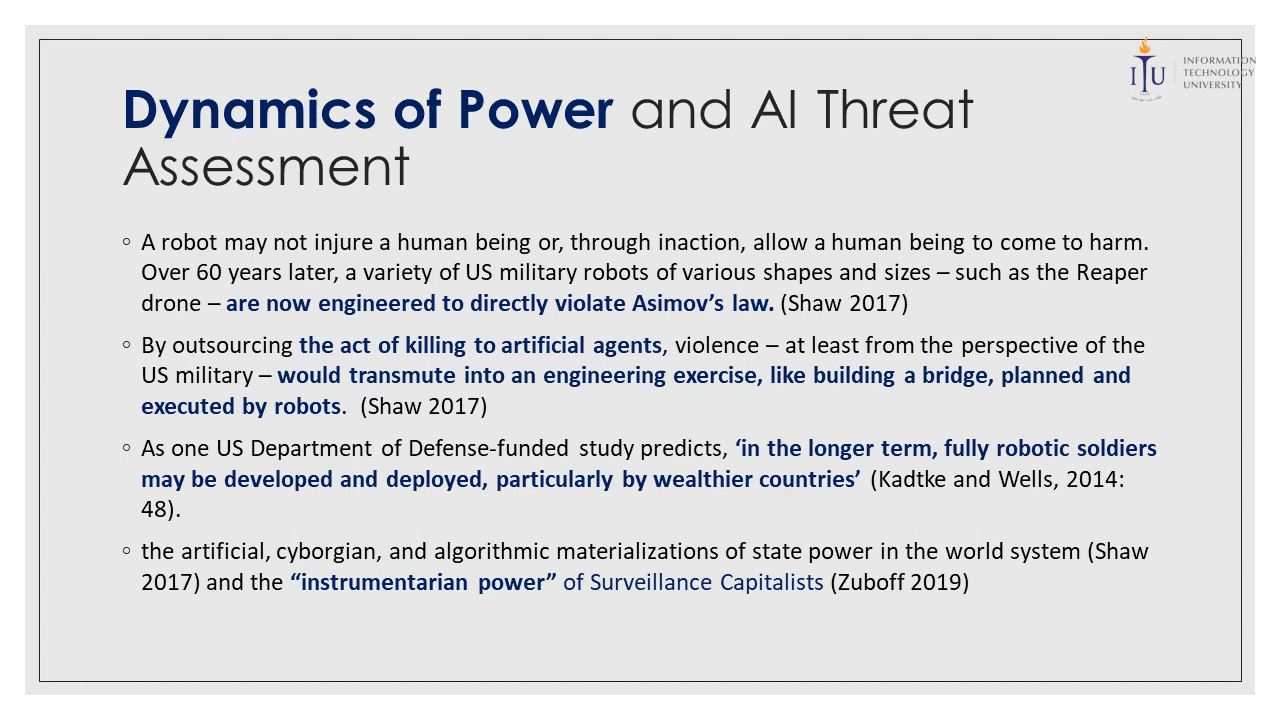 INFORMATION
TECHNOLOGY
UNIVERSITY
ITU
Dynamics of Power and AI Threat
Assessment
◦ A robot may not injure a human being or, through inaction, allow a human being to come to harm.
Over 60 years later, a variety of US military robots of various shapes and sizes – such as the Reaper
drone – are now engineered to directly violate Asimov’s law. (Shaw 2017)
◦ By outsourcing the act of killing to artificial agents, violence – at least from the perspective of the
US military – would transmute into an engineering exercise, like building a bridge, planned and
executed by robots. (Shaw 2017)
◦ As one US Department of Defense-funded study predicts, ‘in the longer term, fully robotic soldiers
may be developed and deployed, particularly by wealthier countries’ (Kadtke and Wells, 2014:
48).
◦ the artificial, cyborgian, and algorithmic materializations of state power in the world system (Shaw
2017) and the “instrumentarian power” of Surveillance Capitalists (Zuboff 2019)